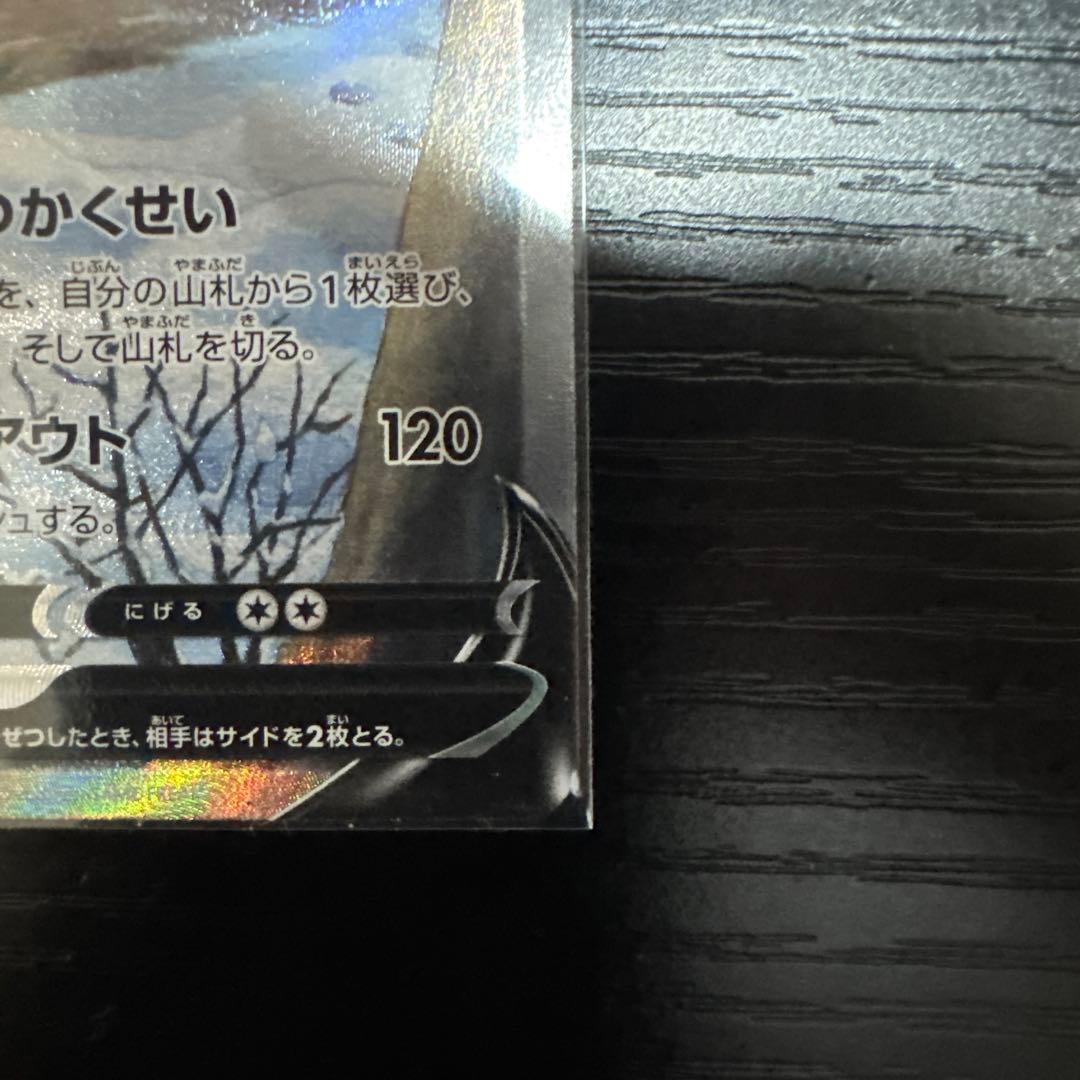 かくせい
を、自分の山札から1枚選び、
そして山札を切る。
アウト 120
シュする。
にげる
ぜつしたとき、相手はサイドを2枚とる。